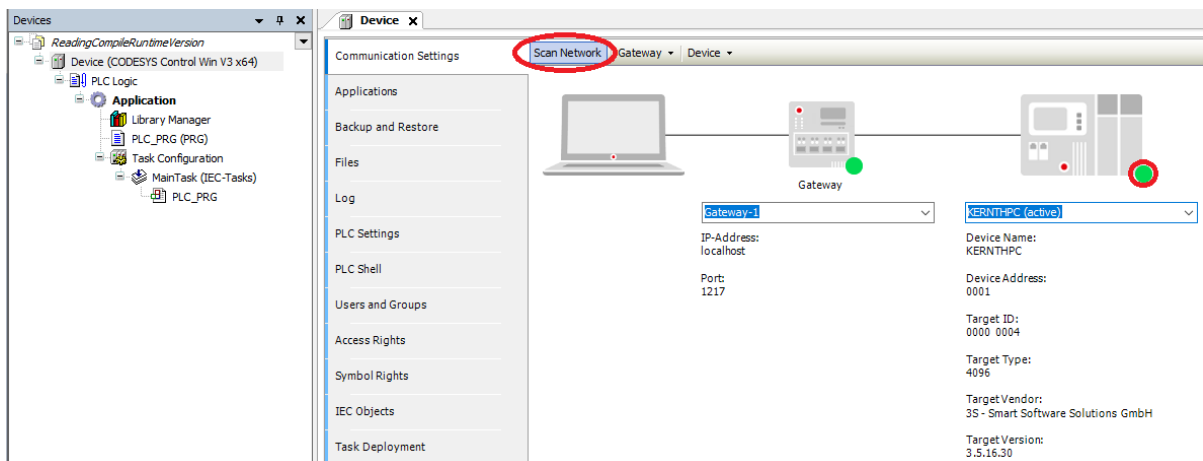 Devices
ReadingCompileRuntimeVersion
Device (CODESYS Control Win V3 x64)
PLC Logic
Application
Library Manager
PLC_PRG (PRG)
Task Configuration
MainTask (IEC-Tasks)
PLC_PRG
Device
Communication Settings
Applications
Backup and Restore
Files
Log
PLC Settings
PLC Shell
Users and Groups
Access Rights
Symbol Rights
IEC Objects
Task Deployment
Scan Network Gateway Device
Gateway
Gateway-1
IP-Address:
localhost
Port:
1217
KERNTHPC (active)
Device Name:
KERNTHPC
Device Address:
0001
Target ID:
0000 0004
Target Type:
4096
Target Vendor:
3S - Smart Software Solutions GmbH
Target Version:
3.5.16.30